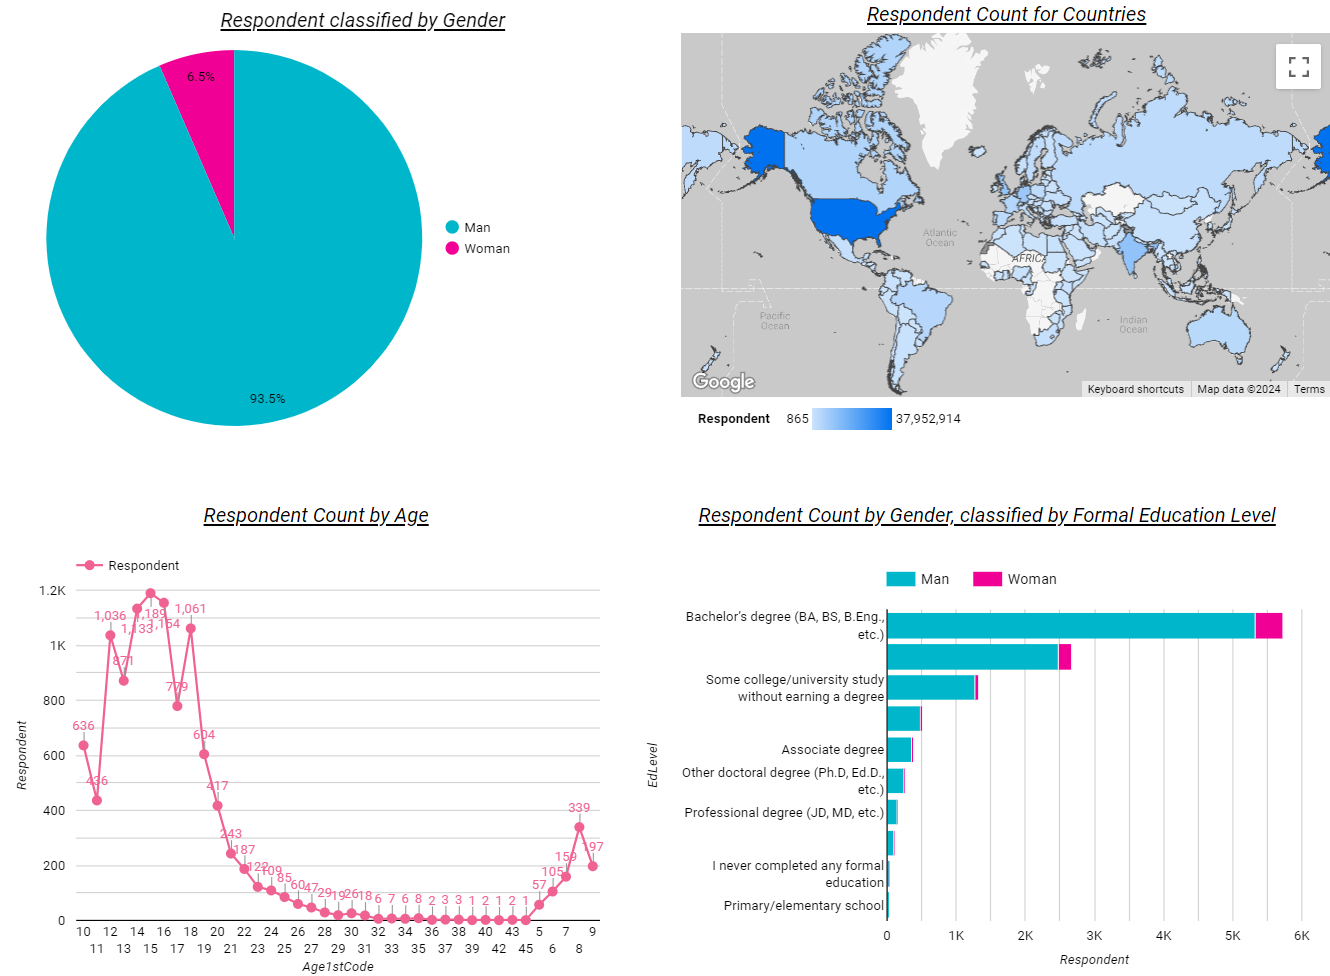 Respondent classified by Gender
6.5%
93.5%
Man
Woman
Respondent Count for Countries
Atlantic
Ocean
AFRICA
Pacific
Ocean
Indian
Ocean
Google
Keyboard shortcuts
Map data ©2024
Terms
Respondent 865 37,952,914
Respondent Count by Age
Respondent
1.2K
1K
800
600
400
200
0
Respondent
636
436
1,036
871
1,133
1,189
1,154
779
1,061
604
417
243
187
122
109
85
60
47
29
19
26
18
6
7
6
8
2
3
3
1
2
1
2
1
57
105
159
339
197
10 12 14 16 18 20 22 24 26 28 30 32 34 36 38 40 43 5 7 9
11 13 15 17 19 21 23 25 27 29 31 33 35 37 39 42 45 6 8
Age1stCode
Respondent Count by Gender, classified by Formal Education Level
Man
Woman
Bachelor's degree (BA, BS, B.Eng.,
etc.)
Some college/university study
without earning a degree
Associate degree
Other doctoral degree (Ph.D, Ed.D.,
etc.)
Professional degree (JD, MD, etc.)
I never completed any formal
education
Primary/elementary school
EdLevel
0 1K 2K 3K 4K 5K 6K
Respondent